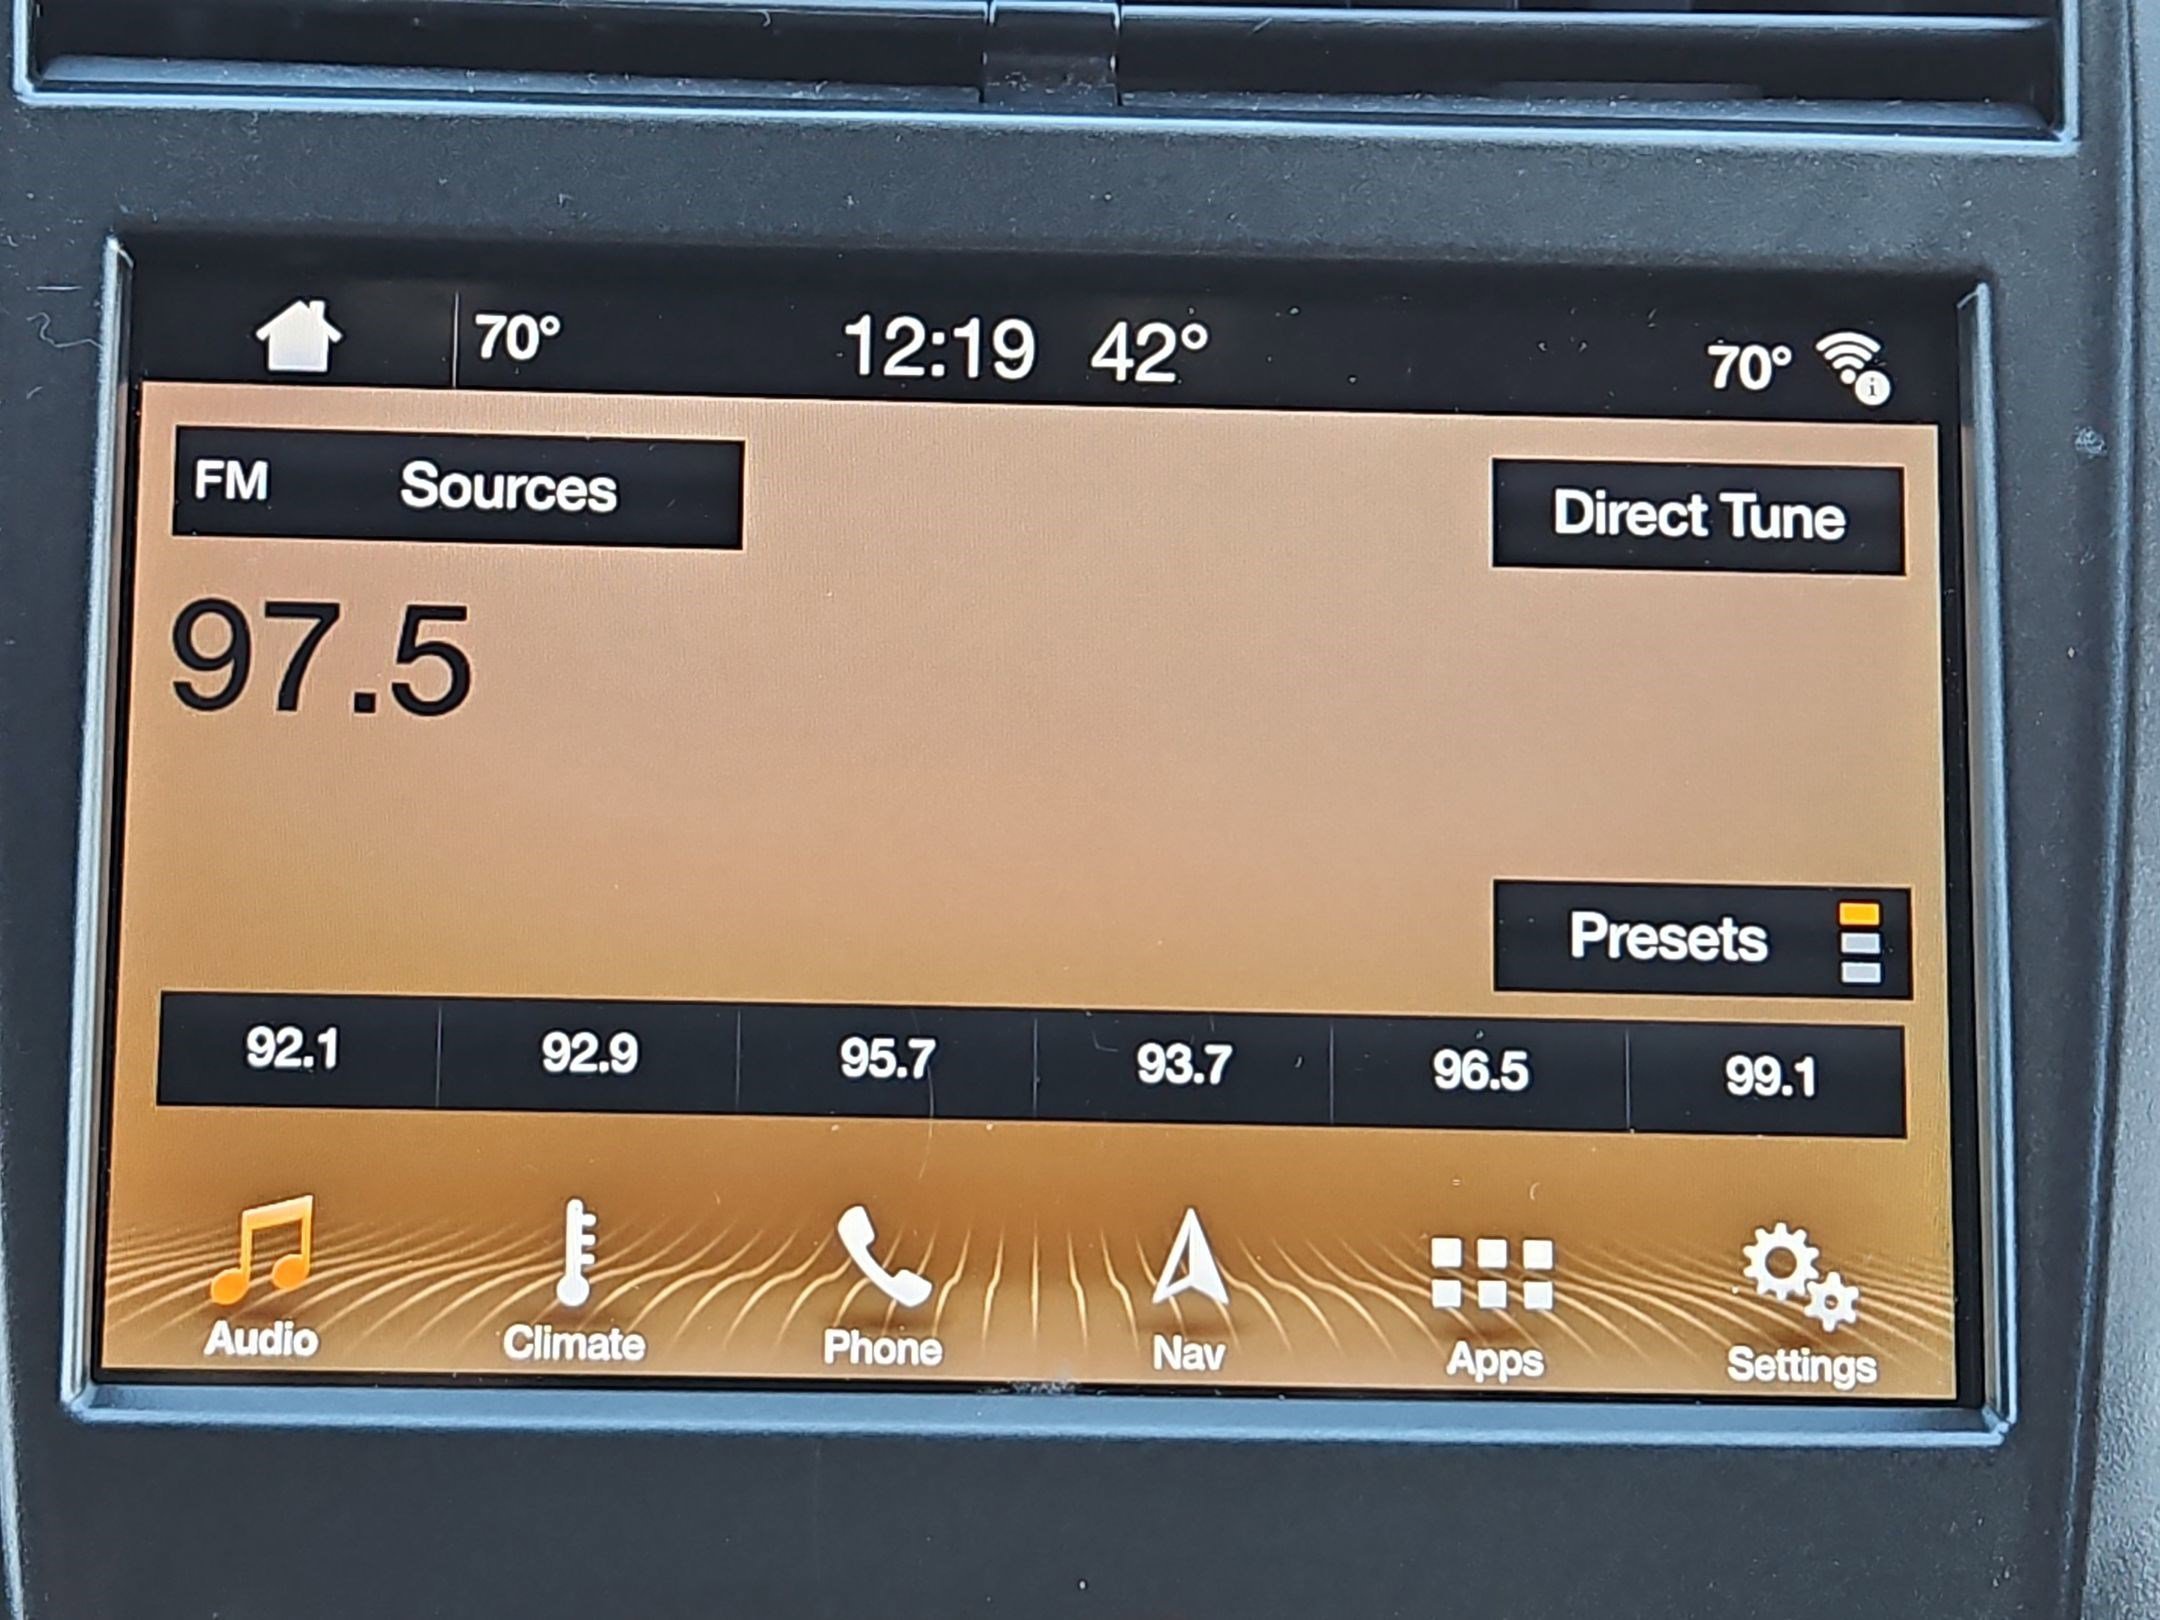 70° 12:19 42° 70°
FM Sources Direct Tune
97.5
Presets
92.1 92.9 95.7 93.7 96.5 99.1
Audio Climate Phone Nav Apps Settings